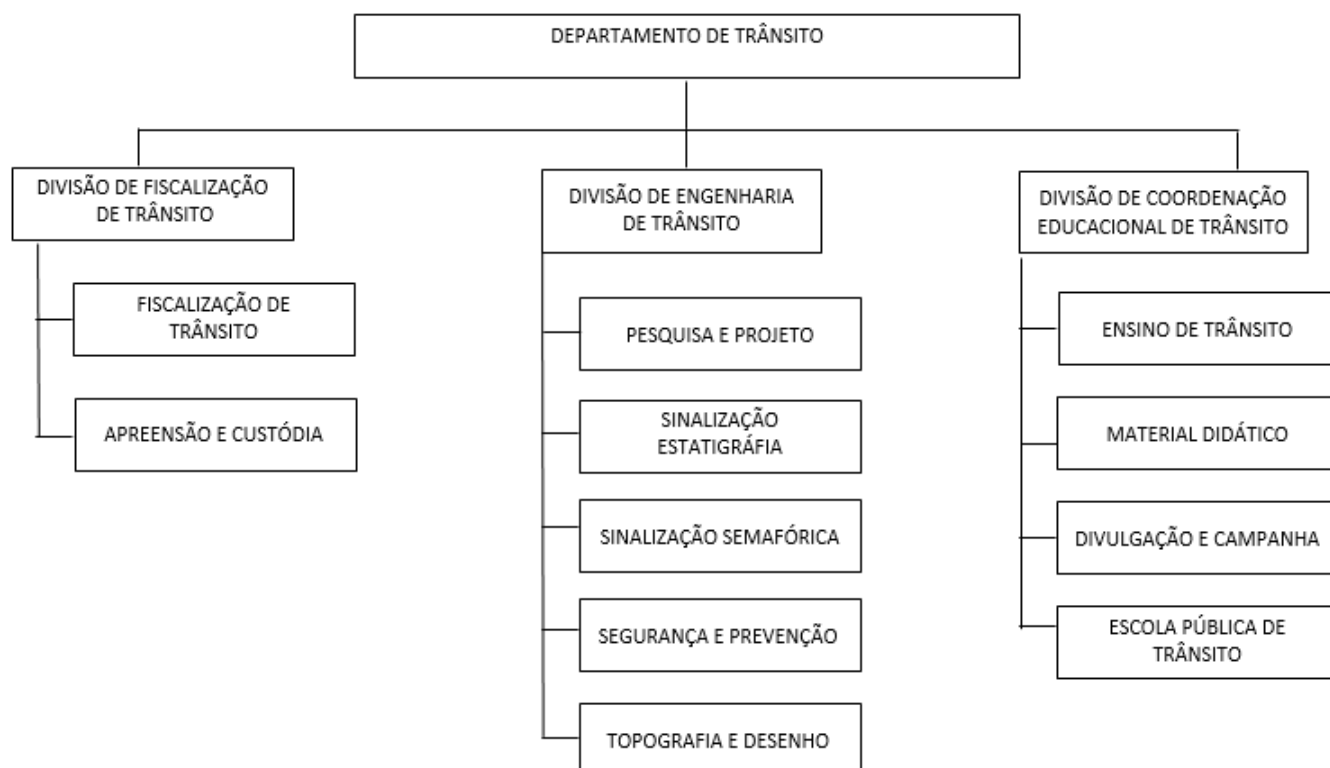 DEPARTAMENTO DE TRÂNSITO
DIVISÃO DE FISCALIZAÇÃO
DE TRÂNSITO
FISCALIZAÇÃO DE
TRÂNSITO
APREENSÃO E CUSTÓDIA
DIVISÃO DE ENGENHARIA
DE TRÂNSITO
PESQUISA E PROJETO
SINALIZAÇÃO
ESTATIGRÁFIA
SINALIZAÇÃO SEMAFÓRICA
SEGURANÇA E PREVENÇÃO
TOPOGRAFIA E DESENHO
DIVISÃO DE COORDENAÇÃO
EDUCACIONAL DE TRÂNSITO
ENSINO DE TRÂNSITO
MATERIAL DIDÁTICO
DIVULGAÇÃO E CAMPANHA
ESCOLA PÚBLICA DE
TRÂNSITO